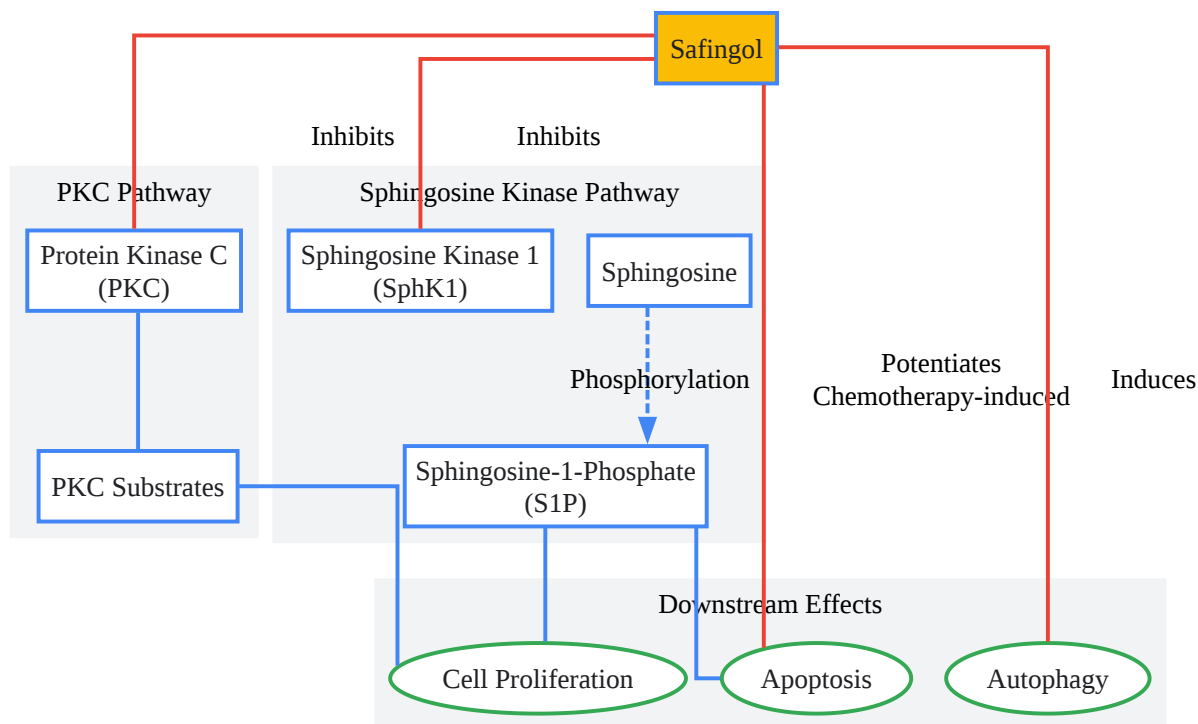 Safingol
Inhibits
Inhibits
PKC Pathway
Sphingosine Kinase Pathway
Protein Kinase C
(PKC)
Sphingosine Kinase 1
(SphK1)
Sphingosine
Phosphorylation
Potentiates
Chemotherapy-induced
Induces
PKC Substrates
Sphingosine-1-Phosphate
(S1P)
Downstream Effects
Cell Proliferation
Apoptosis
Autophagy